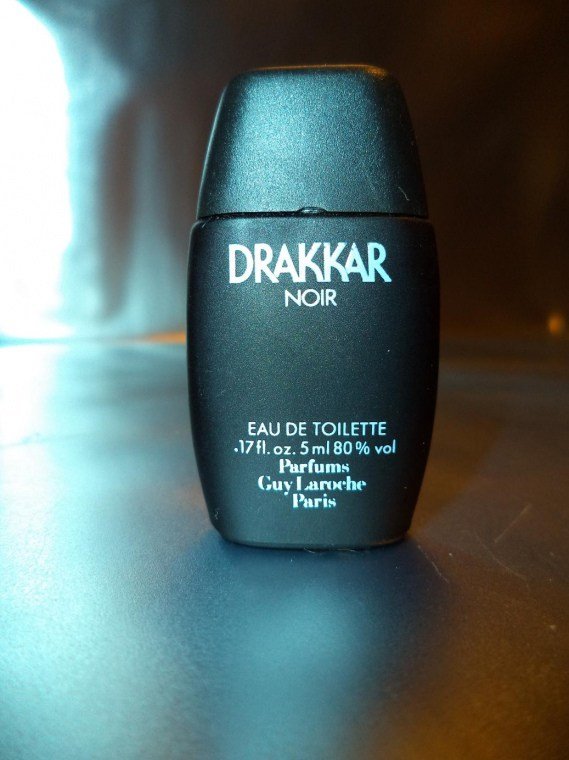 DRAKKAR
NOIR
EAU DE TOILETTE
.17 fl. oz. 5 ml 80 % vol
Parfums
Guy Laroche
Paris